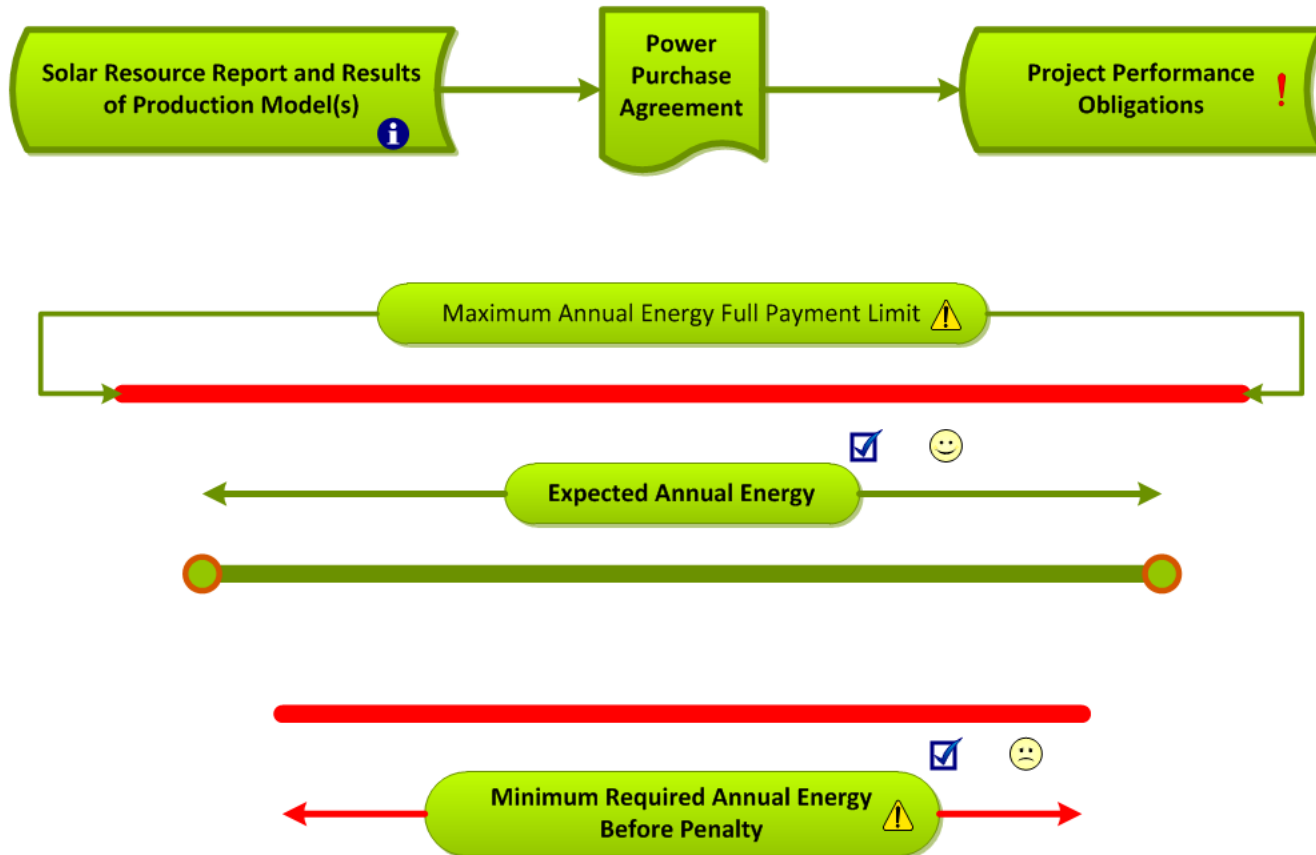 Solar Resource Report and Results
of Production Model(s)
Power
Purchase
Agreement
Project Performance
Obligations
Maximum Annual Energy Full Payment Limit
Expected Annual Energy
Minimum Required Annual Energy
Before Penalty